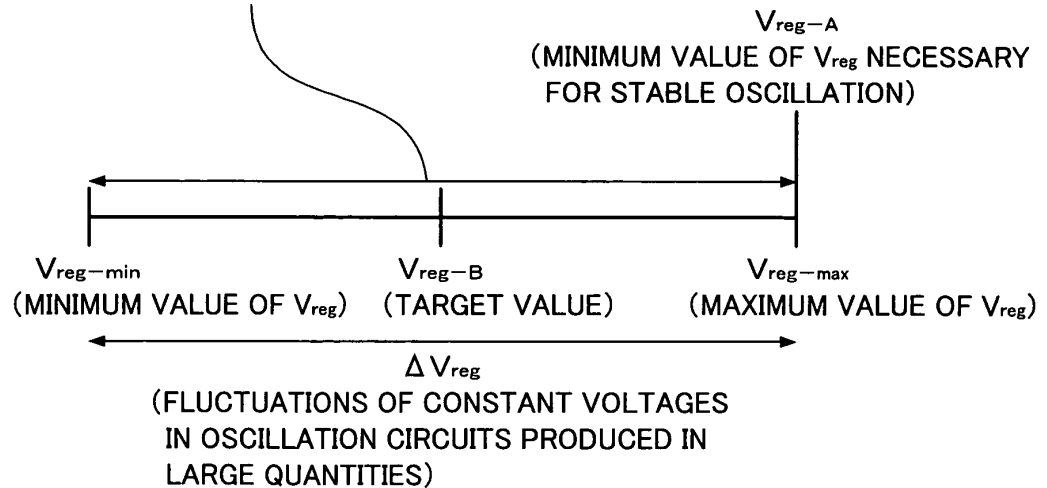 Vreg-A
(MINIMUM VALUE OF Vreg NECESSARY
FOR STABLE OSCILLATION)
Vreg-min
(MINIMUM VALUE OF Vreg)
Vreg-B
(TARGET VALUE)
Vreg-max
(MAXIMUM VALUE OF Vreg)
ΔVreg
(FLUCTUATIONS OF CONSTANT VOLTAGES
IN OSCILLATION CIRCUITS PRODUCED IN
LARGE QUANTITIES)